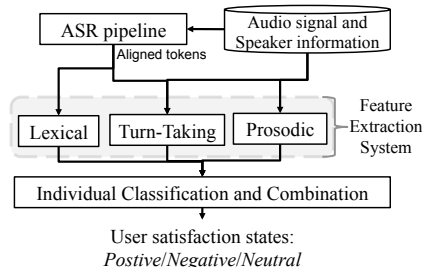 ASR pipeline
Audio signal and
Speaker information
Aligned tokens
Lexical
Turn-Taking
Prosodic
Feature
Extraction
System
Individual Classification and Combination
User satisfaction states:
Postive/Negative/Neutral